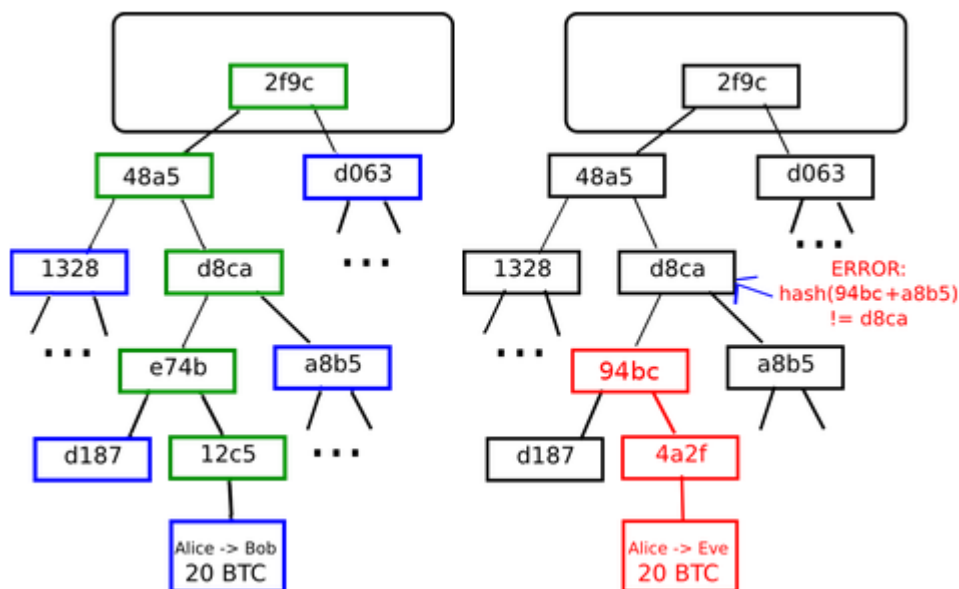 2f9c
48a5
d063
1328
d8ca
...
...
e74b
a8b5
d187
12c5
...
Alice -> Bob
20 BTC
2f9c
48a5
d063
1328
d8ca
...
ERROR:
hash(94bc+a8b5)
!= d8ca
...
94bc
a8b5
d187
4a2f
Alice -> Eve
20 BTC